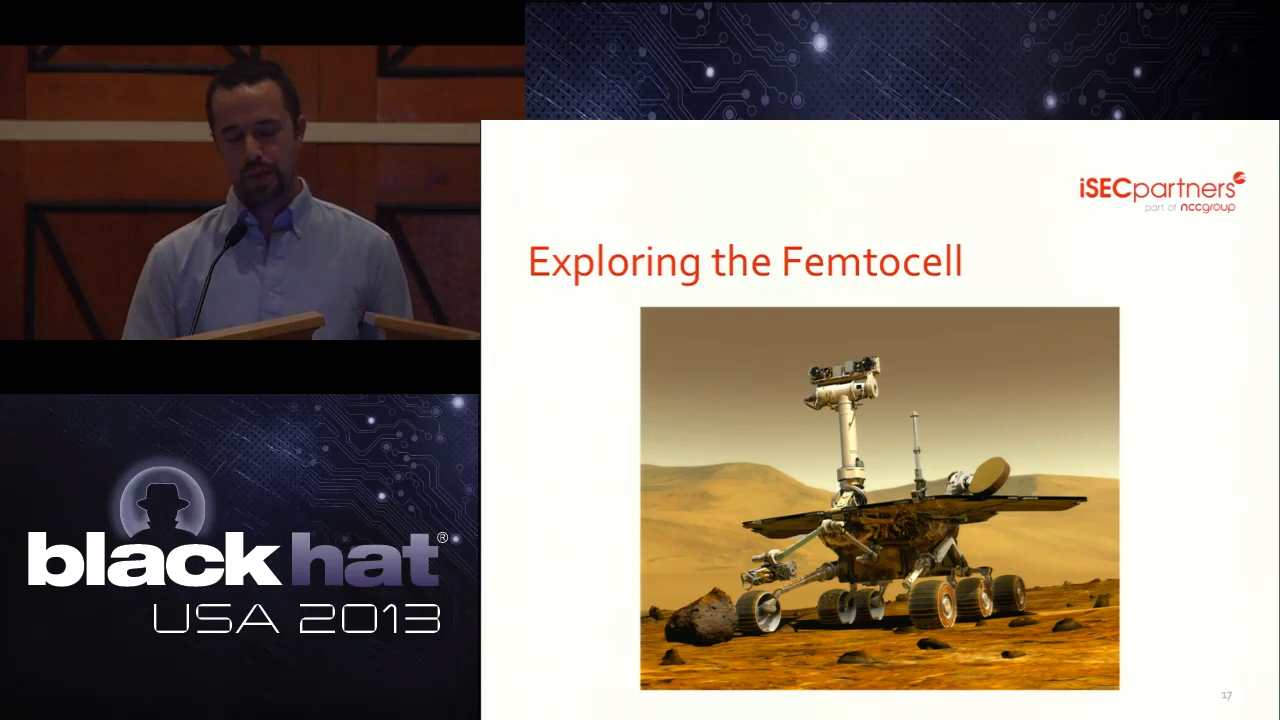 iSECpartners
part of nccgroup
Exploring the Femtocell
black hat®
USA 2013
17